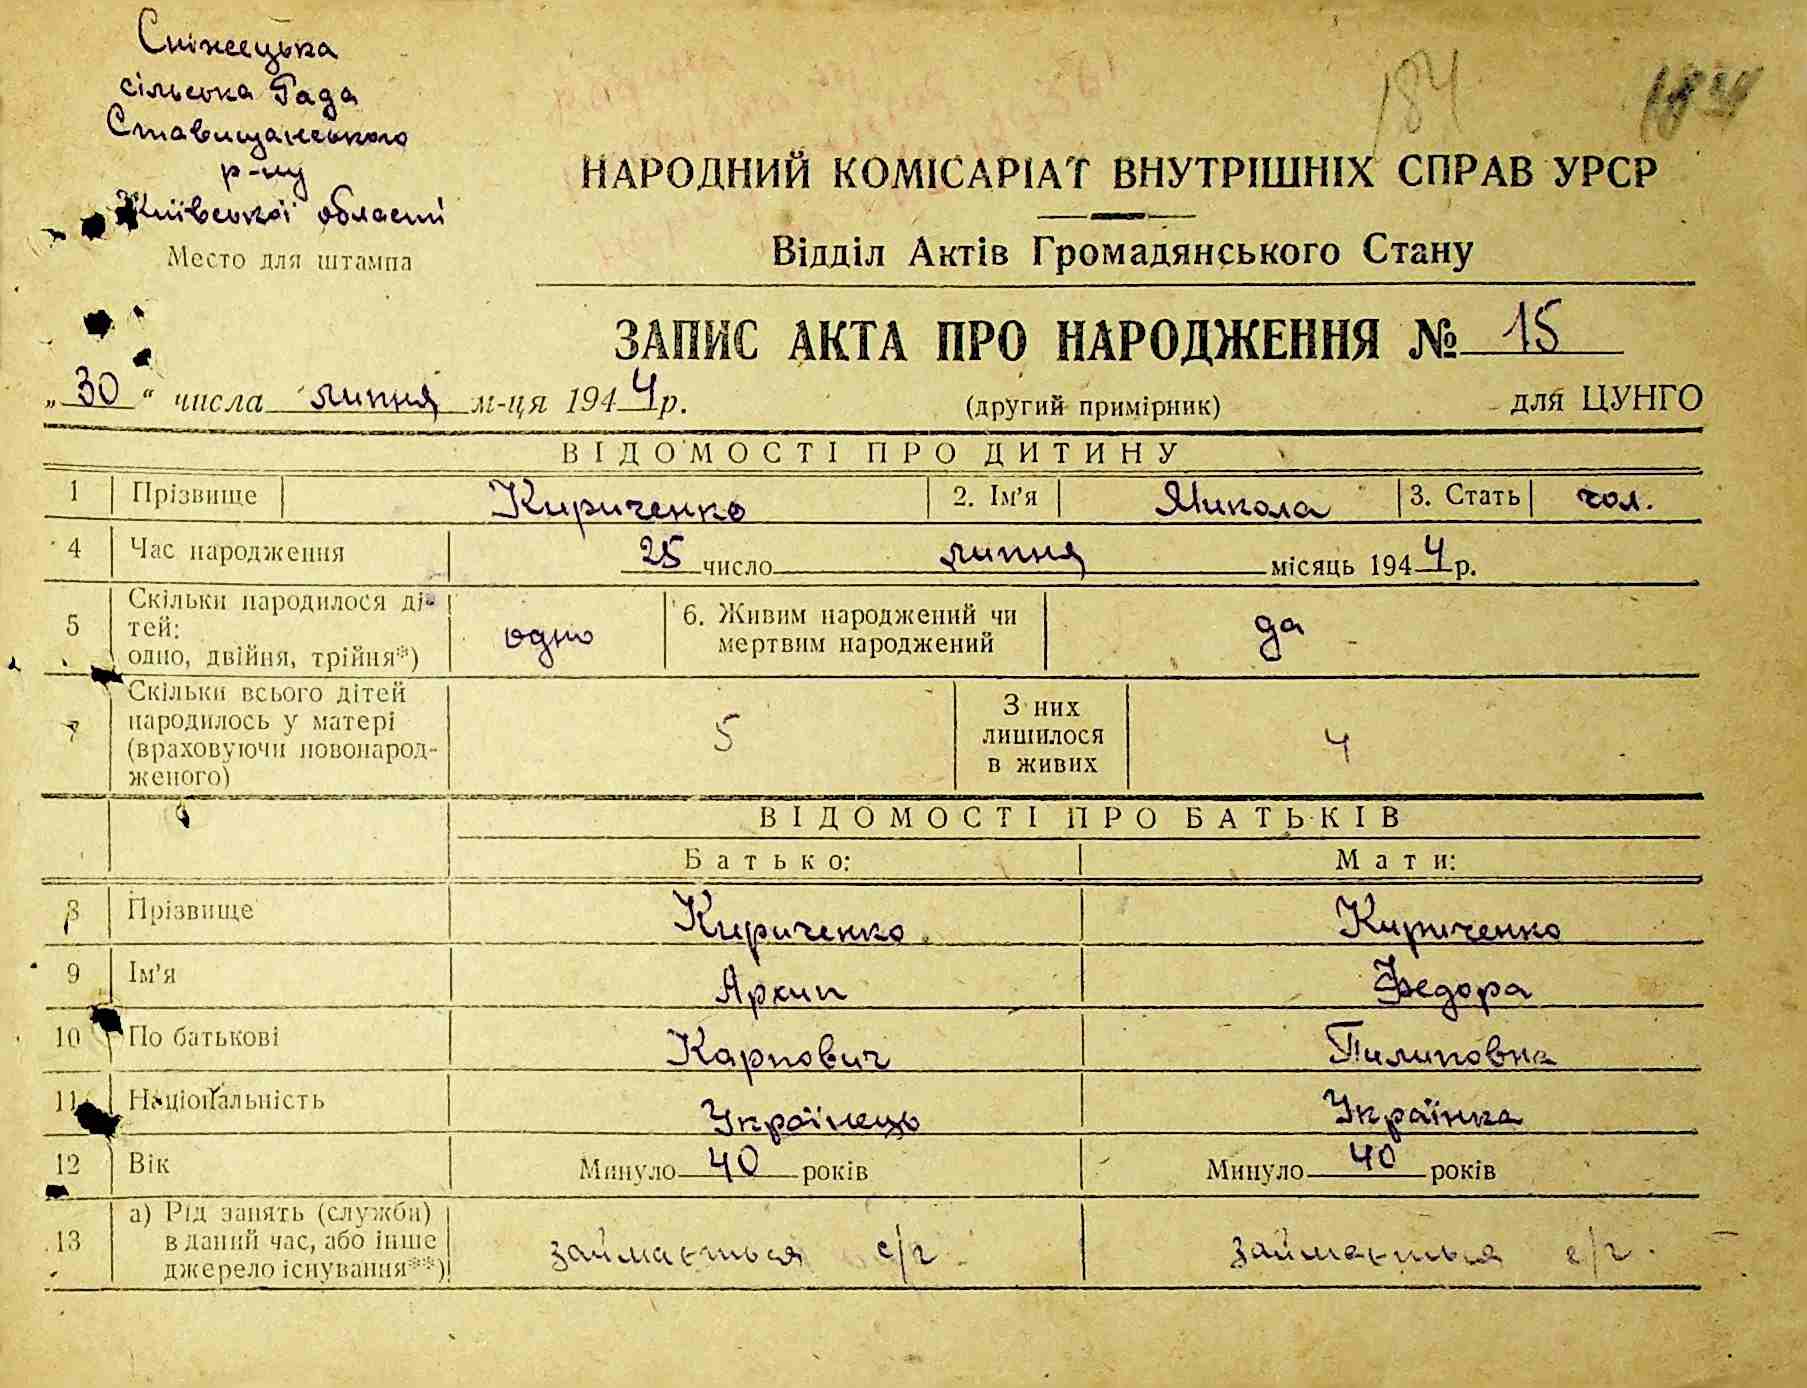 Сніжецька
сільська Рада
Ставищанського
р-ну
Київської області
Место для штампа
184
НАРОДНИЙ КОМІСАРІАТ ВНУТРІШНІХ СПРАВ УРСР
Відділ Актів Громадянського Стану
ЗАПИС АКТА ПРО НАРОДЖЕННЯ № 15
„30“ числа липня м-ця 1944 р. (другий примірник) для ЦУНГО
ВІДОМОСТІ ПРО ДИТИНУ
1 Прізвище Кириченко 2. Ім'я Микола 3. Стать чол.
4 Час народження 25 число липня місяць 1944 р.
5 Скільки народилося ді-
тей:
одно, двійня, трійня*) одно 6. Живим народжений чи
мертвим народжений да
7 Скільки всього дітей
народилось у матері
(враховуючи новонарод-
женого) 5 З них
лишилося
в живих 4
ВІДОМОСТІ ПРО БАТЬКІВ
Батько: Мати:
8 Прізвище Кириченко Кириченко
9 Ім'я Архип Федора
10 По батькові Карпович Пилиповна
11 Національність Українець Українка
12 Вік Минуло 40 років Минуло 40 років
13 а) Рід занять (служби)
в даний час, або інше
джерело існування**) займається с/г. займається с/г.